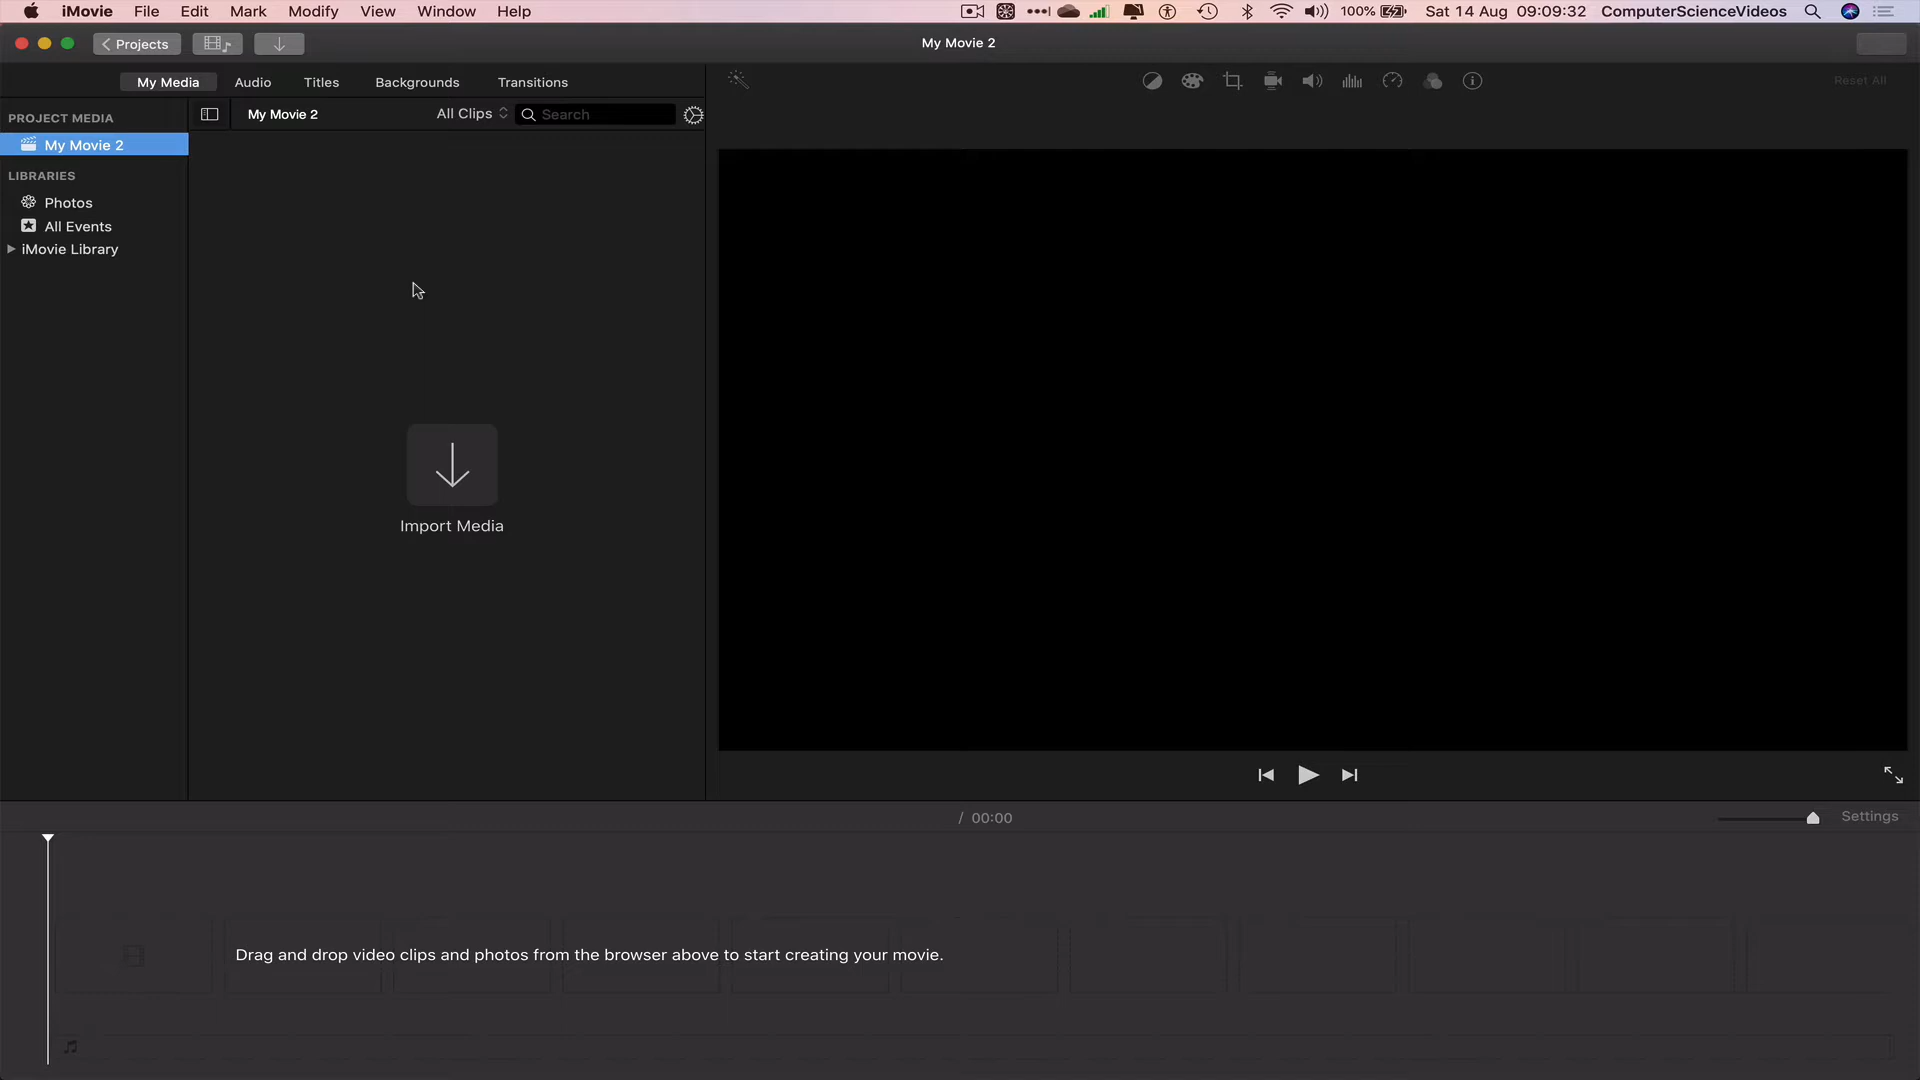 iMovie File Edit Mark Modify View Window Help 100% Sat 14 Aug 09:09:32 ComputerScienceVideos
Projects My Movie 2
My Media Audio Titles Backgrounds Transitions Reset All
PROJECT MEDIA
My Movie 2
LIBRARIES
Photos
All Events
iMovie Library
My Movie 2 All Clips Search
Import Media
/ 00:00 Settings
Drag and drop video clips and photos from the browser above to start creating your movie.